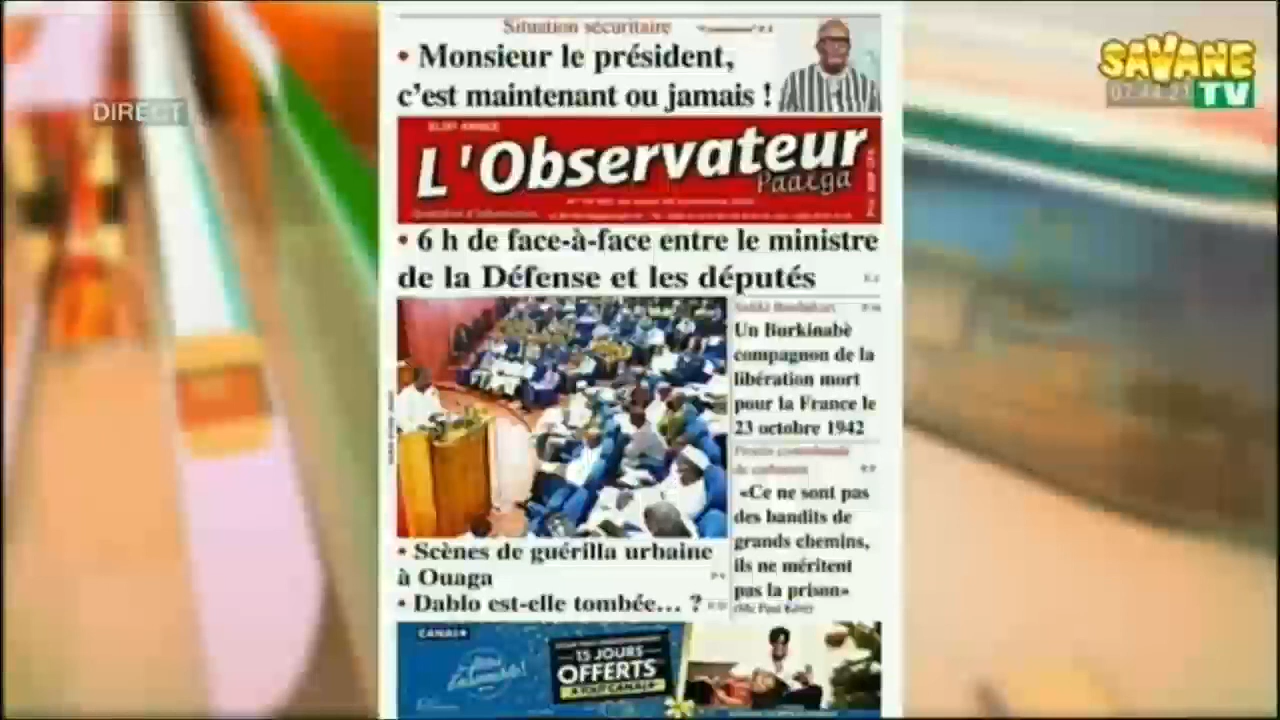 Situation sécuritaire
• Monsieur le président,
c'est maintenant ou jamais !
SAVANE
TV
DIRECT
L'Observateur
Paalga
• 6 h de face-à-face entre le ministre
de la Défense et les députés
Un Burkinabè
compagnon de la
libération mort
pour la France le
23 octobre 1942
«Ce ne sont pas
des bandits de
grands chemins,
ils ne méritent
pas la prison»
• Scènes de guérilla urbaine
à Ouaga
• Dablo est-elle tombée... ?
CANAL+
15 JOURS
OFFERTS